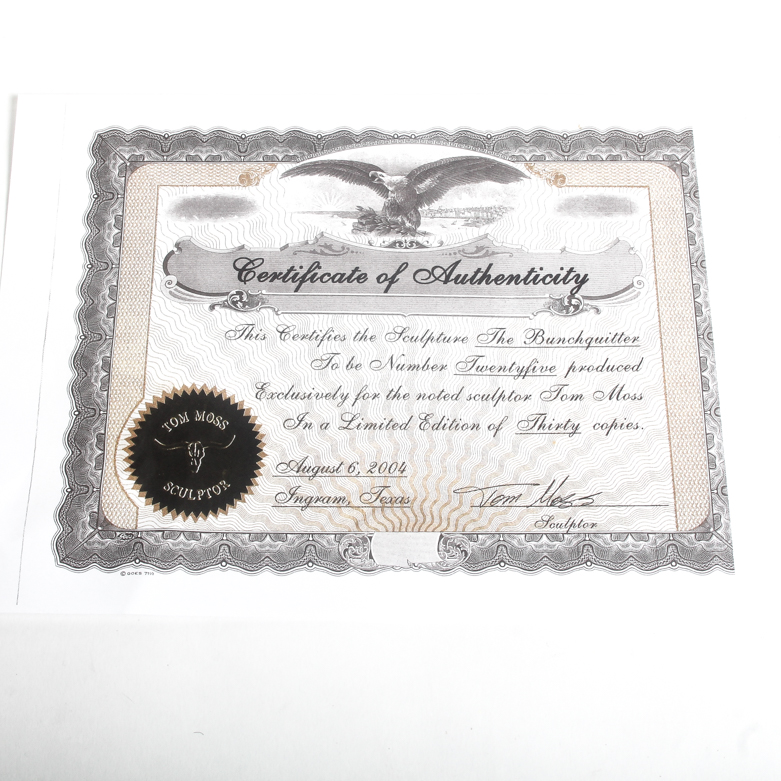 Certificate of Authenticity
This Certifies the Sculpture The Bunchquitter
To be Number Twentyfive produced
Exclusively for the noted sculptor Tom Moss
In a Limited Edition of Thirty copies.
TOM MOSS
SCULPTOR
August 6, 2004
Ingram, Texas
Tom Moss
Sculptor